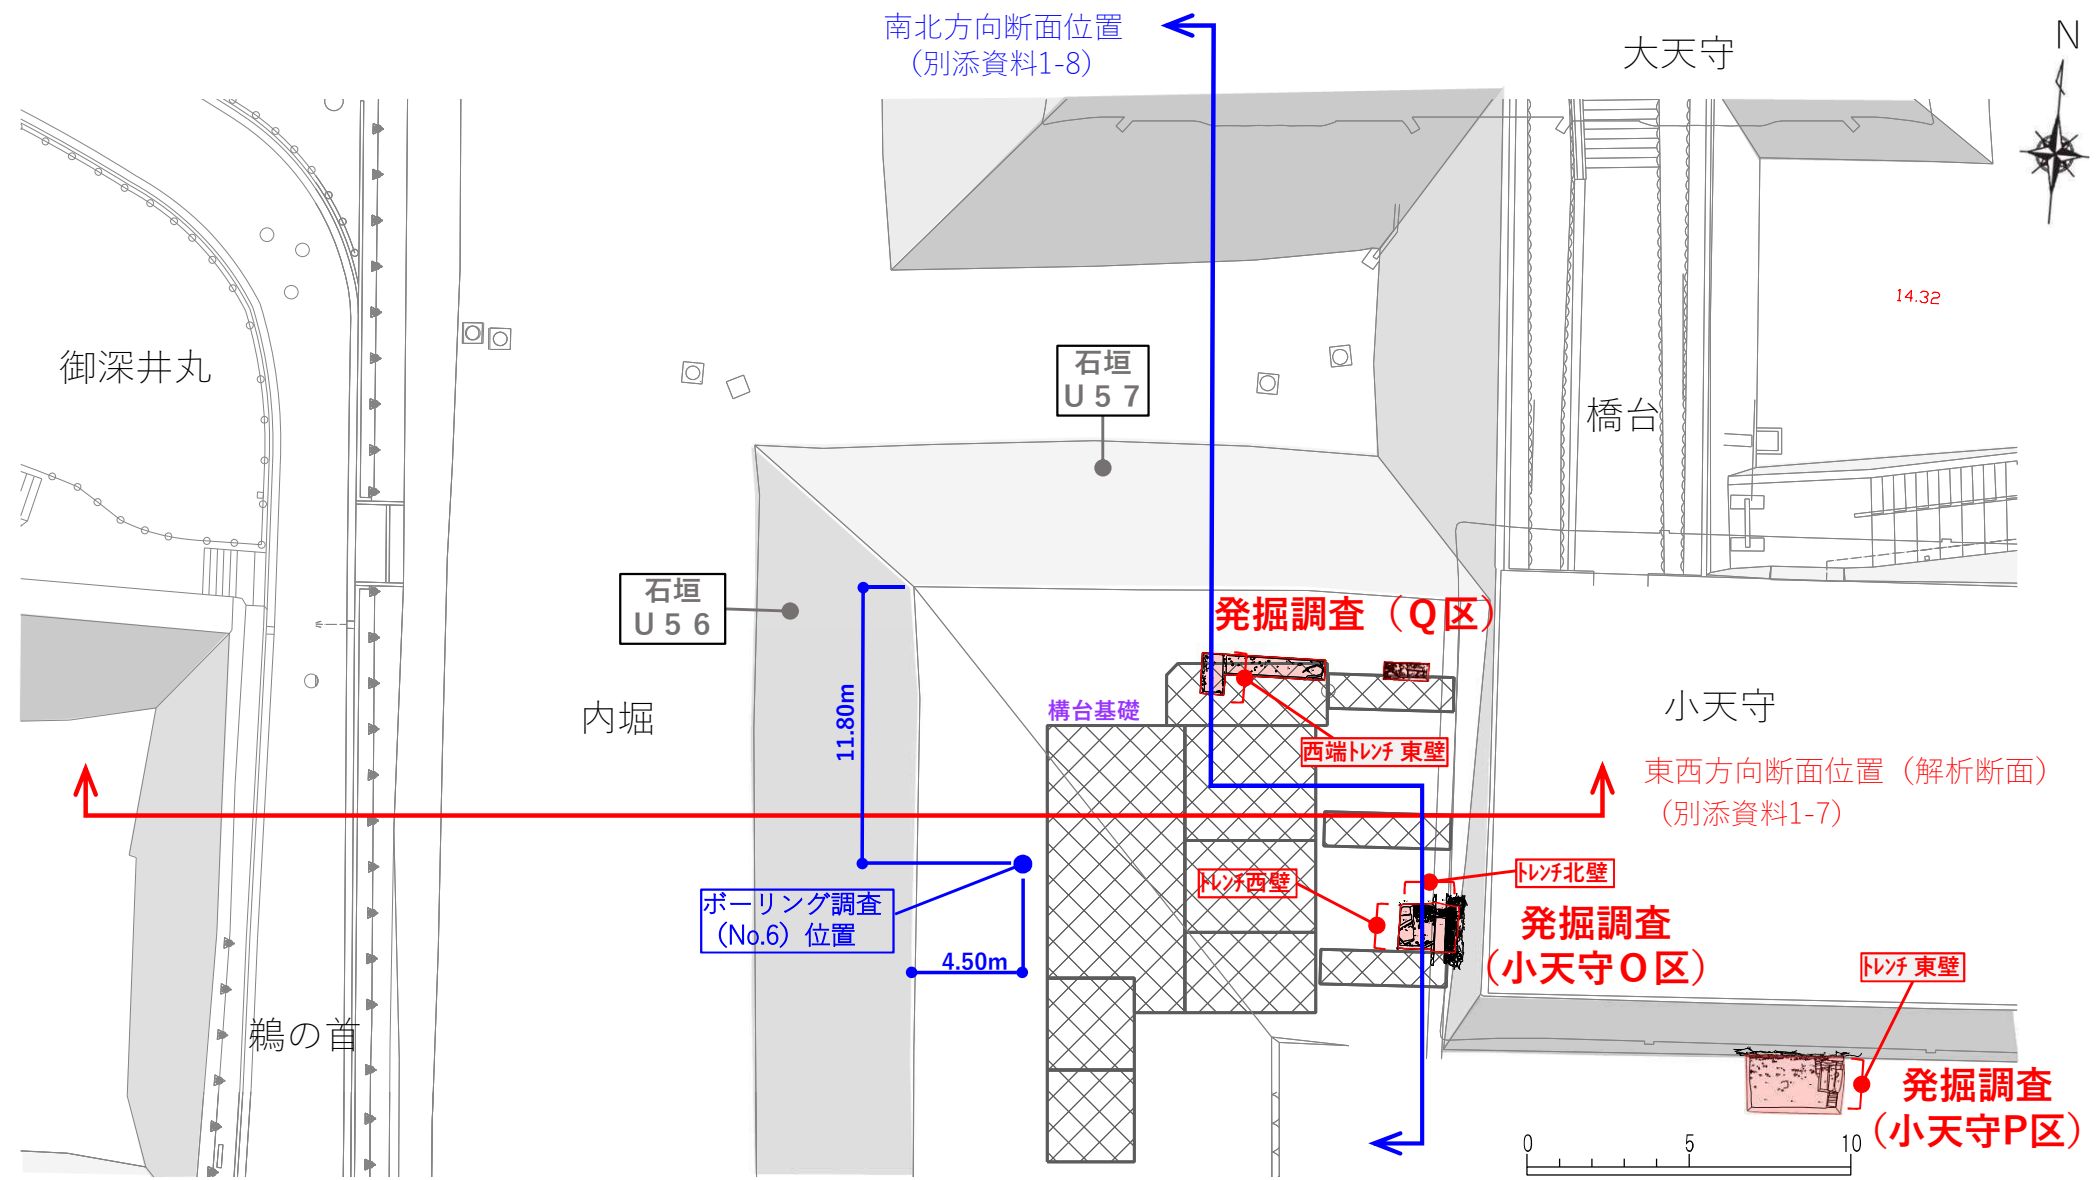 南北方向断面位置
（別添資料1-8）
大天守
N
14.32
御深井丸
石垣
Ｕ５７
橋台
石垣
Ｕ５６
発掘調査（Ｑ区）
内堀
11.80m
構台基礎
小天守
西端ﾄﾚﾝﾁ 東壁
東西方向断面位置（解析断面）
（別添資料1-7）
ﾄﾚﾝﾁ西壁
ﾄﾚﾝﾁ北壁
ボーリング調査
（No.6）位置
4.50m
発掘調査
（小天守Ｏ区）
ﾄﾚﾝﾁ 東壁
鵜の首
発掘調査
（小天守P区）
0 5 10